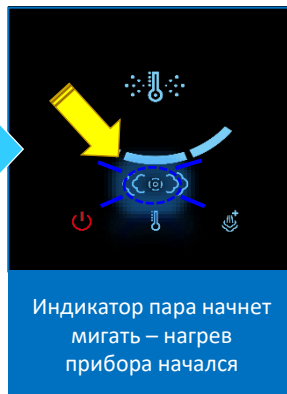 Индикатор пара начнет
мигать – нагрев
прибора начался